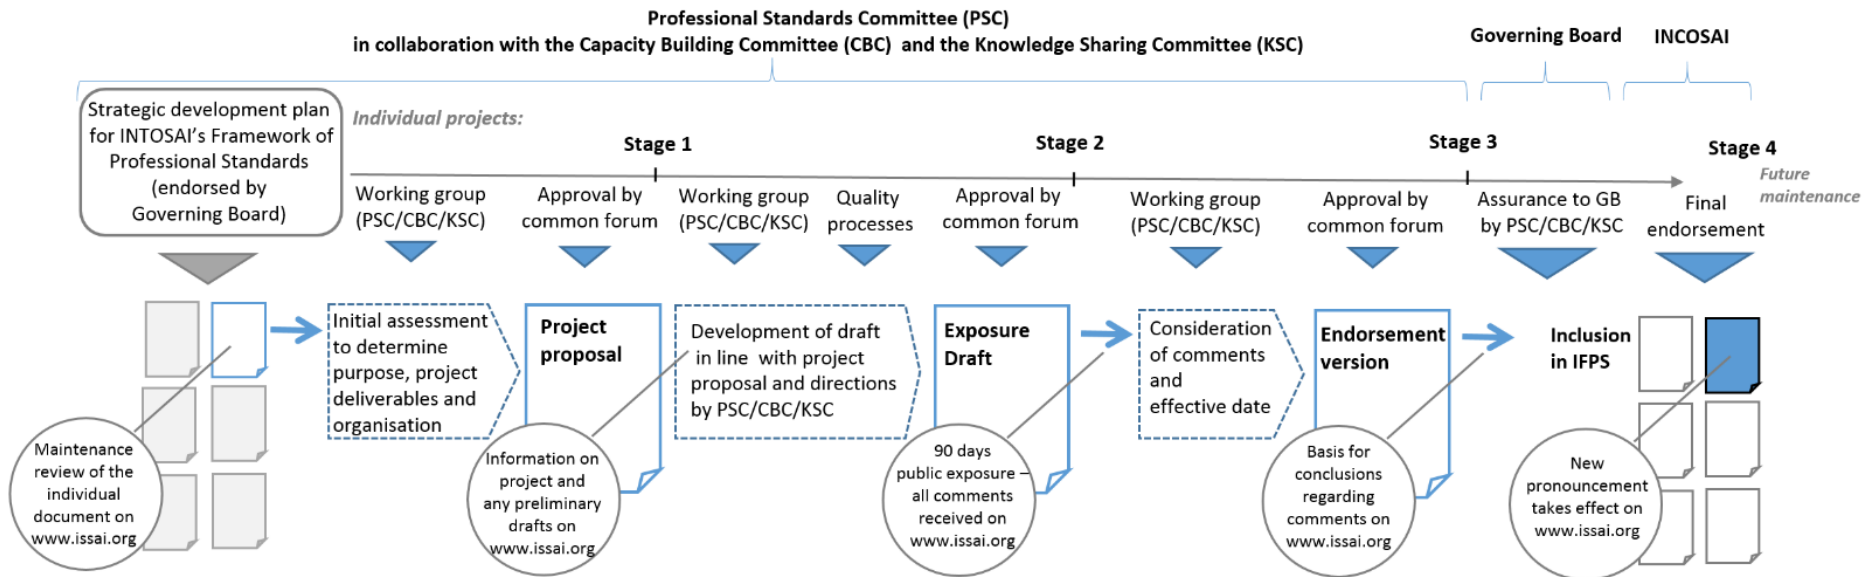 Professional Standards Committee (PSC)
in collaboration with the Capacity Building Committee (CBC) and the Knowledge Sharing Committee (KSC)
Governing Board
INCOSAI
Strategic development plan
for INTOSAI's Framework of
Professional Standards
(endorsed by
Governing Board)
Individual projects:
Stage 1
Stage 2
Stage 3
Stage 4
Future
maintenance
Working group
(PSC/CBC/KSC)
Approval by
common forum
Working group
(PSC/CBC/KSC)
Quality
processes
Approval by
common forum
Working group
(PSC/CBC/KSC)
Approval by
common forum
Assurance to GB
by PSC/CBC/KSC
Final
endorsement
Initial assessment
to determine
purpose, project
deliverables and
organisation
Project
proposal
Development of draft
in line with project
proposal and directions
by PSC/CBC/KSC
Exposure
Draft
Consideration
of comments
and
effective date
Endorsement
version
Inclusion
in IFPS
Maintenance
review of the
individual
document on
www.issai.org
Information on
project and
any preliminary
drafts on
www.issai.org
90 days
public exposure –
all comments
received on
www.issai.org
Basis for
conclusions
regarding
comments on
www.issai.org
New
pronouncement
takes effect on
www.issai.org